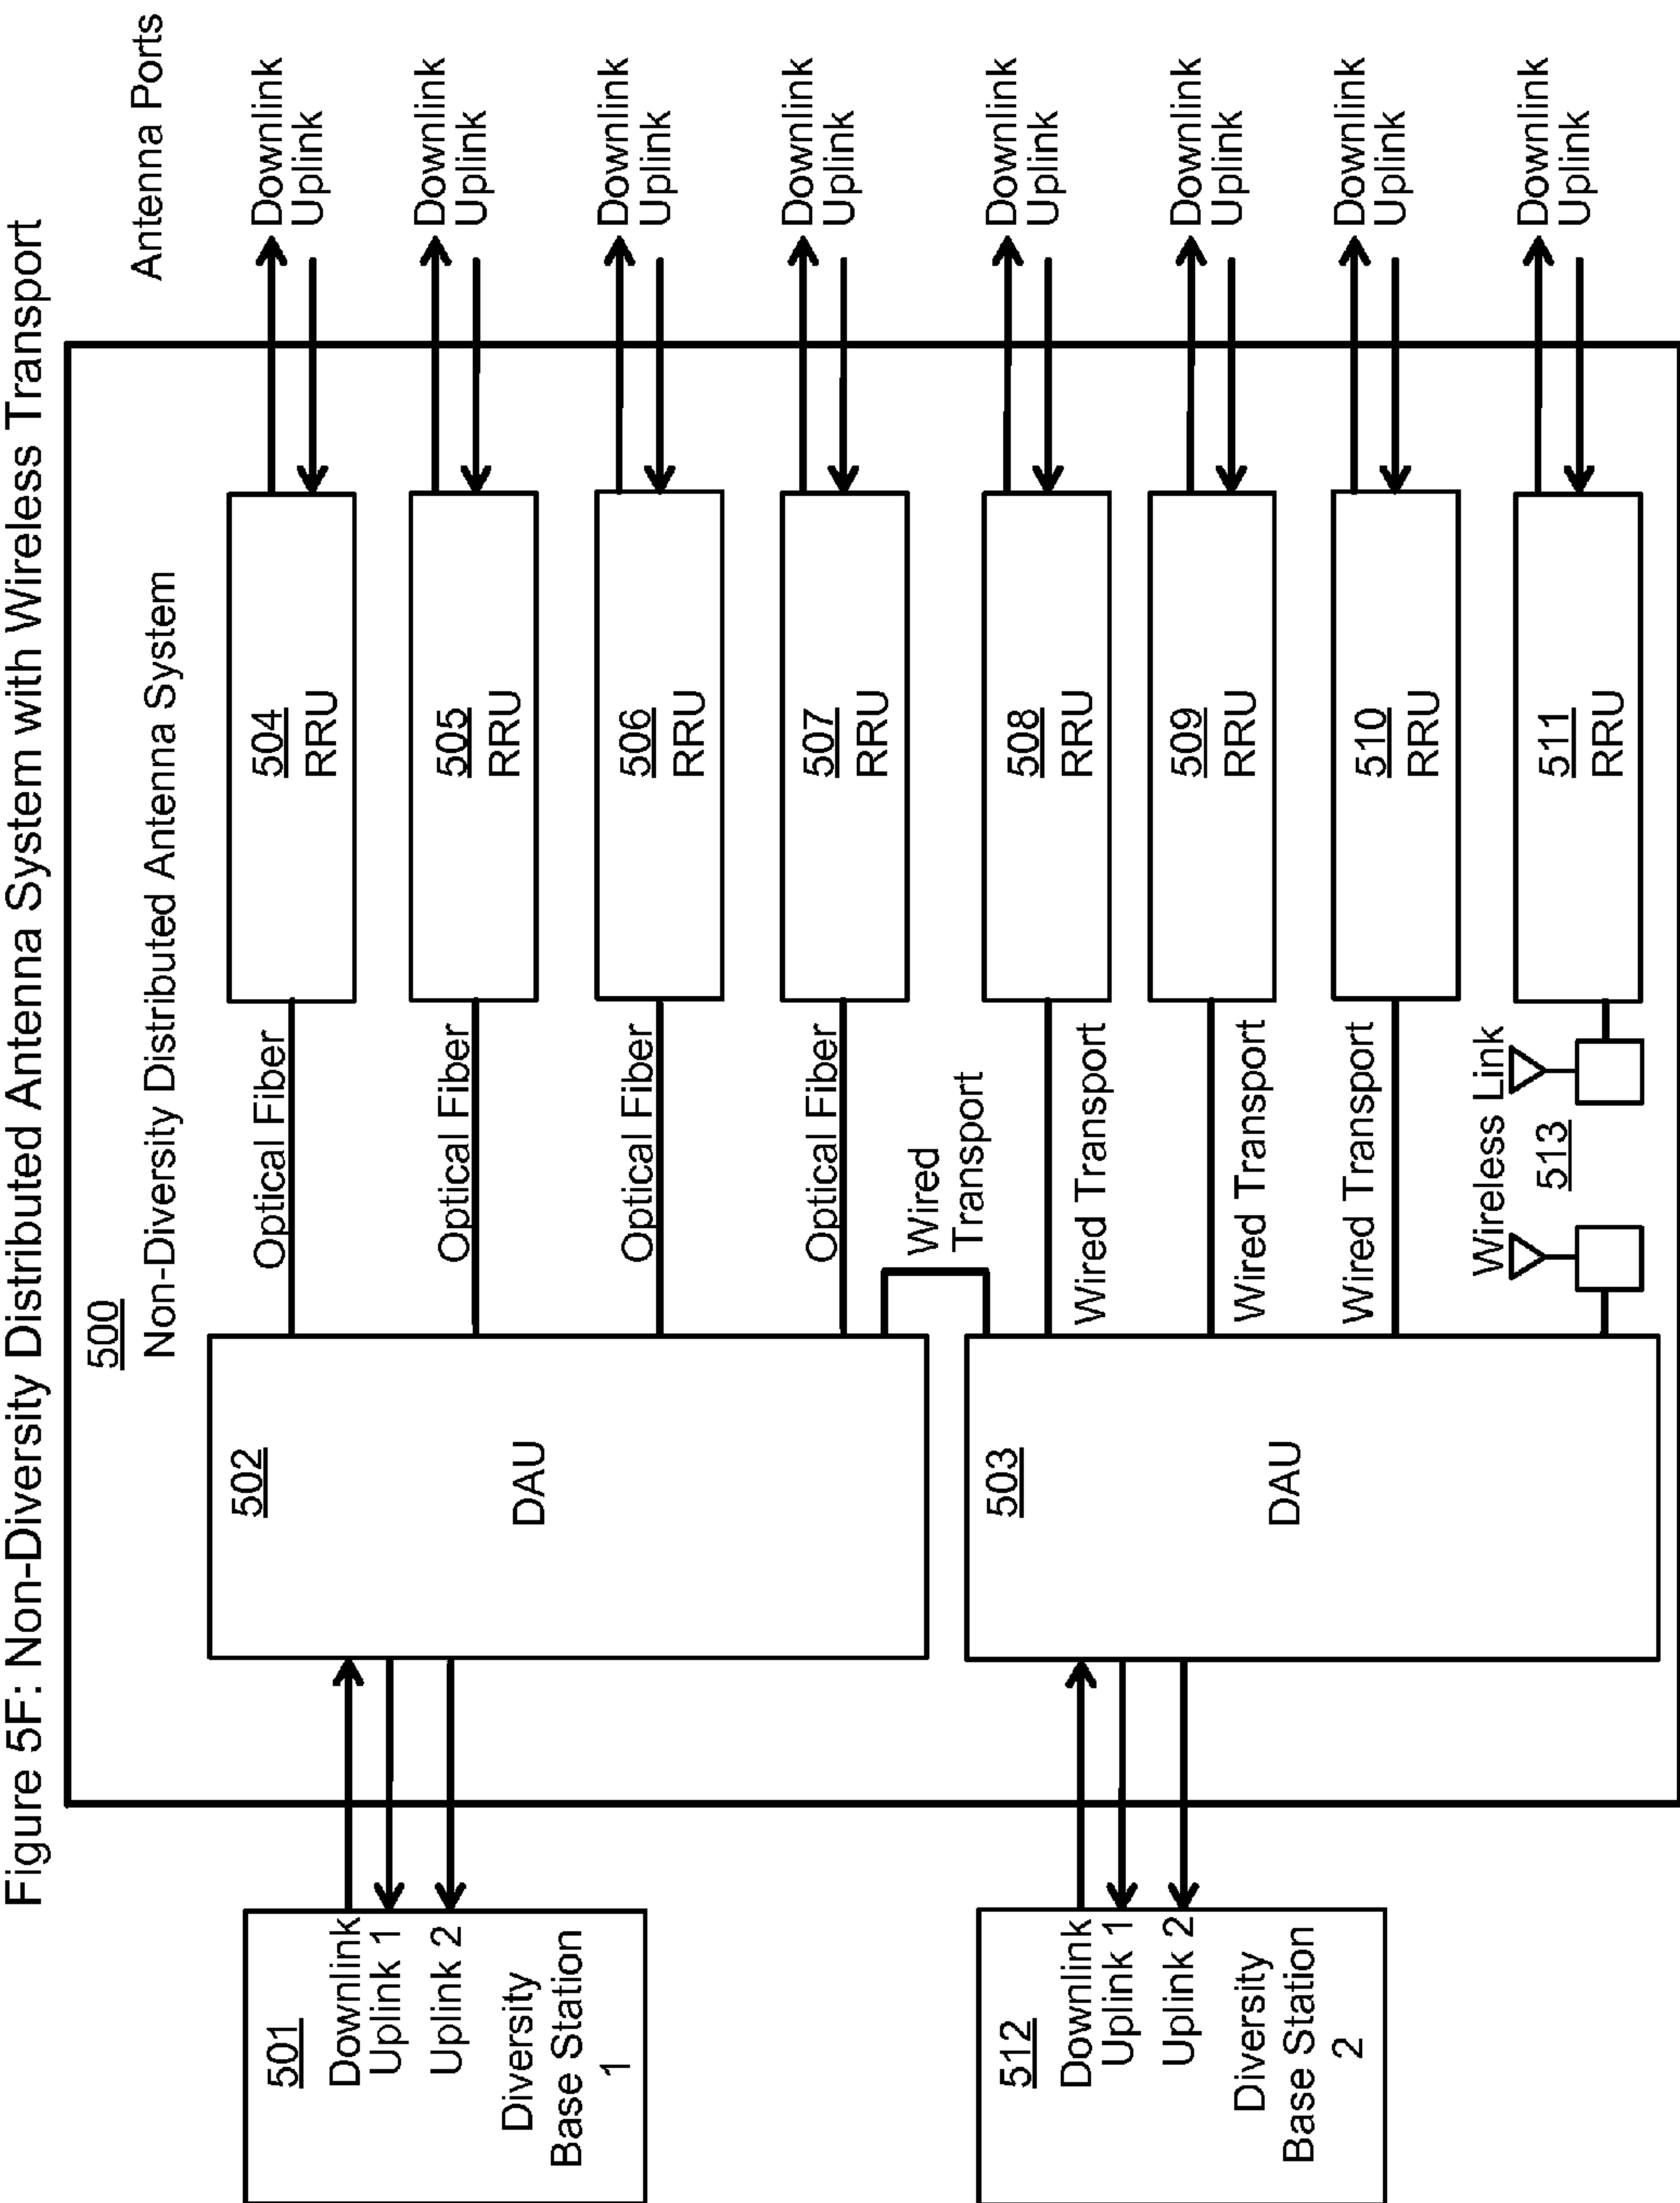 Figure 5F: Non-Diversity Distributed Antenna System with Wireless Transport
500
Non-Diversity Distributed Antenna System
Antenna Ports
501
Downlink
Uplink 1
Uplink 2
Diversity
Base Station
1
502
DAU
Optical Fiber
504
RRU
Downlink
Uplink
Optical Fiber
505
RRU
Downlink
Uplink
Optical Fiber
506
RRU
Downlink
Uplink
Optical Fiber
507
RRU
Downlink
Uplink
Wired
Transport
512
Downlink
Uplink 1
Uplink 2
Diversity
Base Station
2
503
DAU
Wired Transport
508
RRU
Downlink
Uplink
Wired Transport
509
RRU
Downlink
Uplink
Wired Transport
510
RRU
Downlink
Uplink
Wireless Link
513
511
RRU
Downlink
Uplink